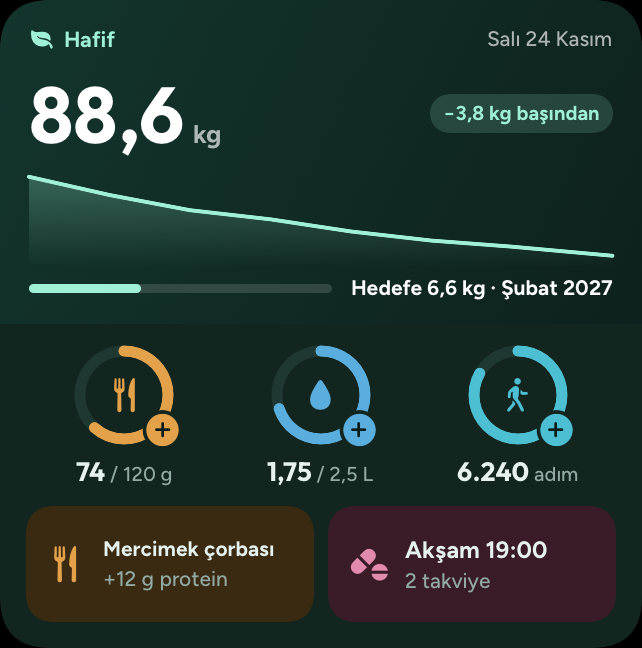 Hafif
Salı 24 Kasım
88,6 kg
−3,8 kg başından
Hedefe 6,6 kg · Şubat 2027
74 / 120 g
1,75 / 2,5 L
6.240 adım
Mercimek çorbası
+12 g protein
Akşam 19:00
2 takviye